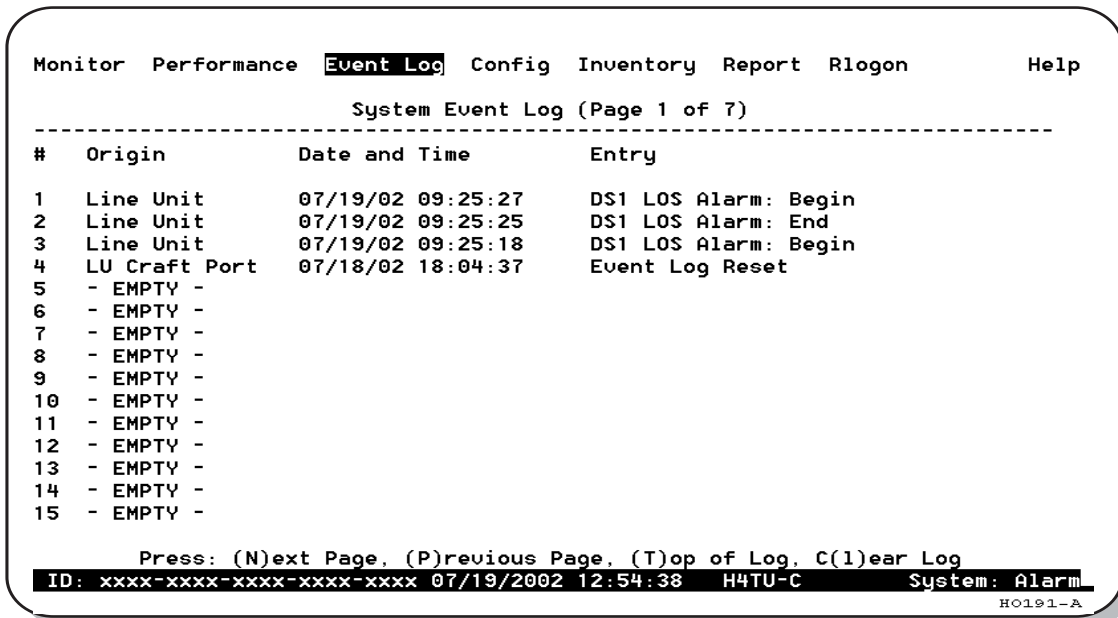 Monitor Performance Event Log Config Inventory Report Rlogon Help
System Event Log (Page 1 of 7)
-----------------------------------------------------------------------------
# Origin Date and Time Entry
1 Line Unit 07/19/02 09:25:27 DS1 LOS Alarm: Begin
2 Line Unit 07/19/02 09:25:25 DS1 LOS Alarm: End
3 Line Unit 07/19/02 09:25:18 DS1 LOS Alarm: Begin
4 LU Craft Port 07/18/02 18:04:37 Event Log Reset
5 - EMPTY -
6 - EMPTY -
7 - EMPTY -
8 - EMPTY -
9 - EMPTY -
10 - EMPTY -
11 - EMPTY -
12 - EMPTY -
13 - EMPTY -
14 - EMPTY -
15 - EMPTY -
Press: (N)ext Page, (P)revious Page, (T)op of Log, C(l)ear Log
ID: xxxx-xxxx-xxxx-xxxx-xxxx 07/19/2002 12:54:38 H4TU-C System: Alarm
HO191-A